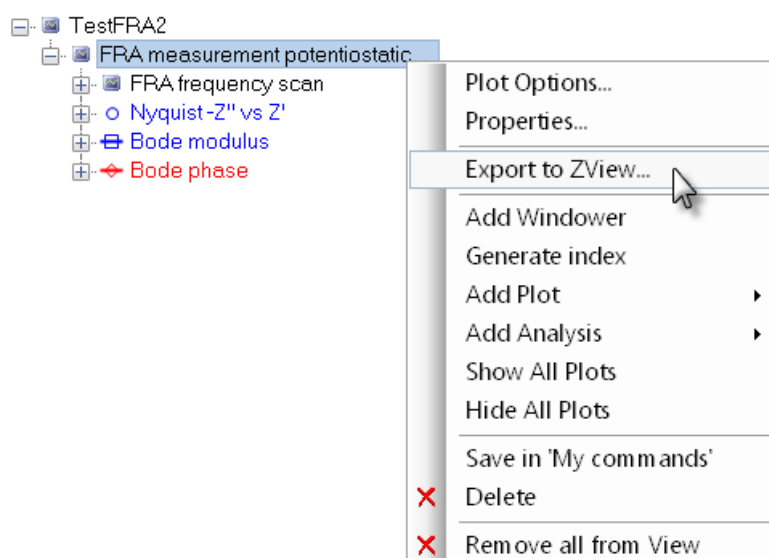 TestFRA2
FRA measurement potentiostatic
FRA frequency scan
Nyquist -Z'' vs Z'
Bode modulus
Bode phase
Plot Options...
Properties...
Export to ZView...
Add Windower
Generate index
Add Plot
Add Analysis
Show All Plots
Hide All Plots
Save in 'My commands'
Delete
Remove all from View